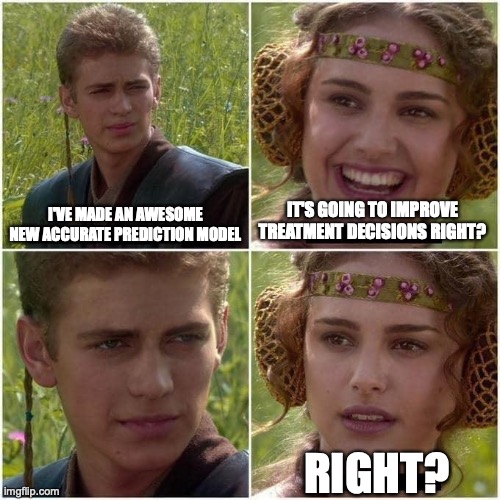 I'VE MADE AN AWESOME
NEW ACCURATE PREDICTION MODEL
IT'S GOING TO IMPROVE
TREATMENT DECISIONS RIGHT?
RIGHT?
imgflip.com